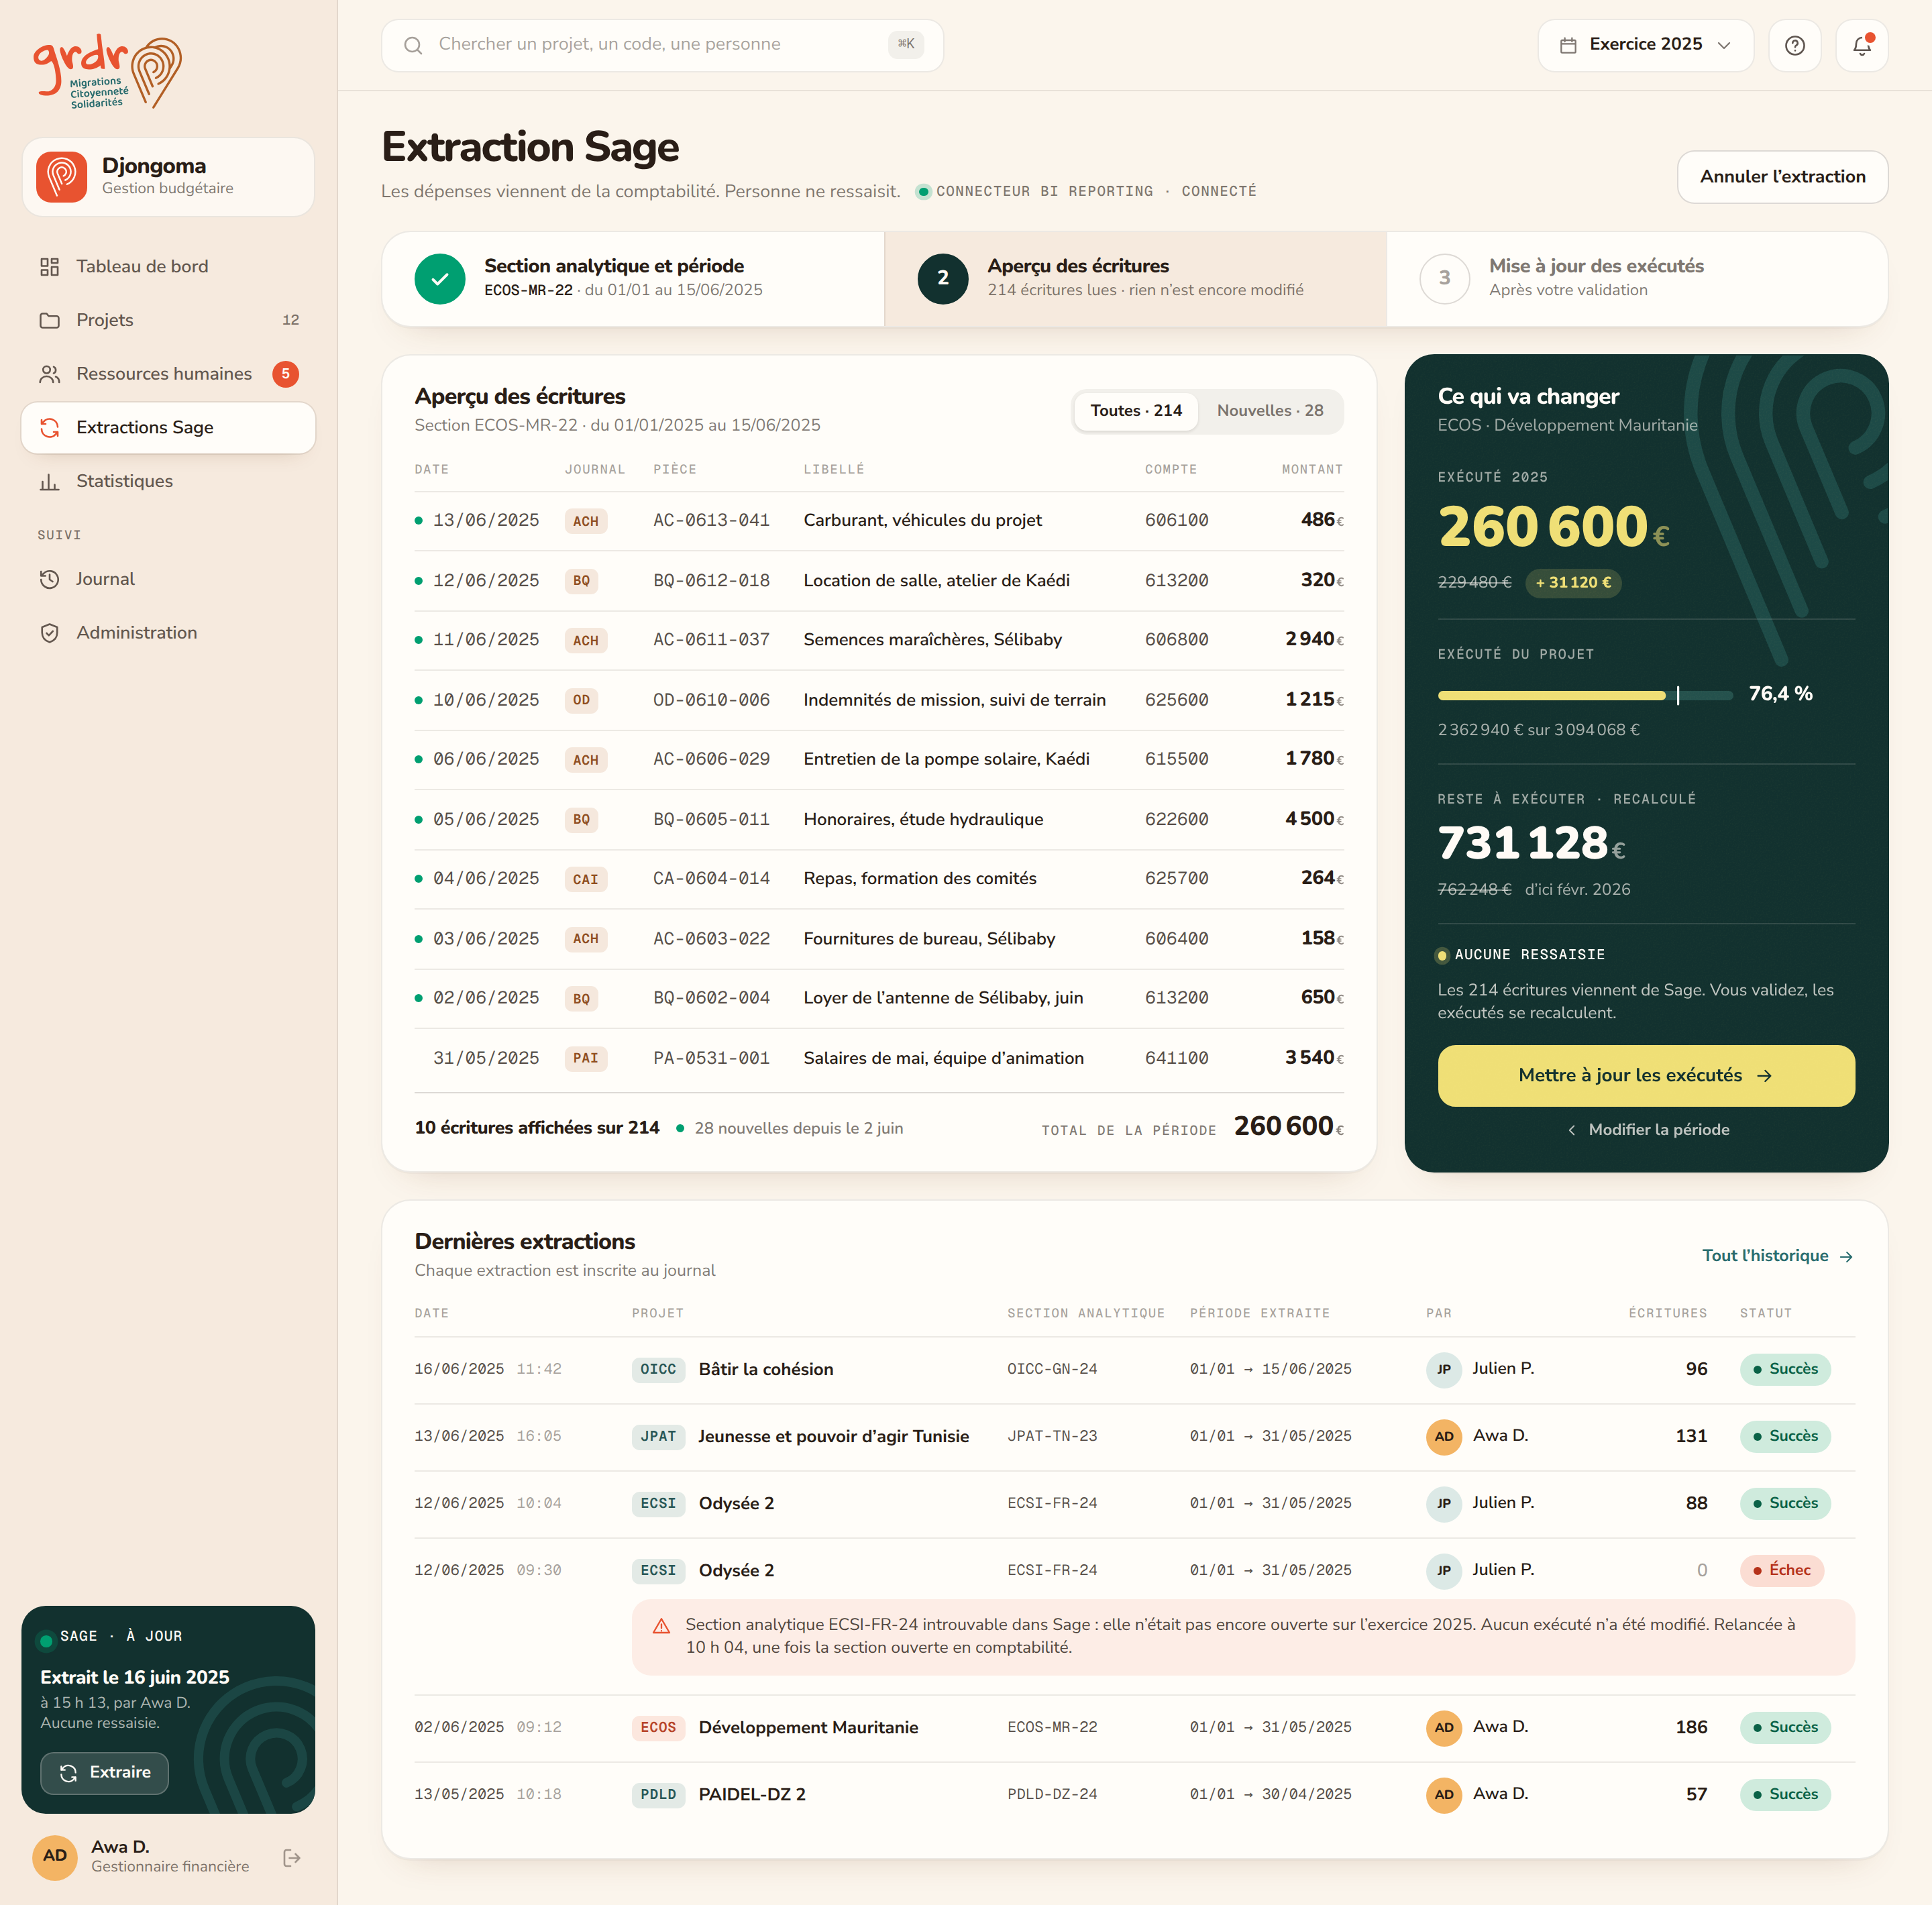 grdr
Migrations
Citoyenneté
Solidarités
Djongoma
Gestion budgétaire
Tableau de bord
Projets 12
Ressources humaines 5
Extractions Sage
Statistiques
SUIVI
Journal
Administration
SAGE · À JOUR
Extrait le 16 juin 2025
à 15 h 13, par Awa D.
Aucune ressaisie.
Extraire
AD Awa D.
Gestionnaire financière
Chercher un projet, un code, une personne ⌘K
Exercice 2025
Extraction Sage
Les dépenses viennent de la comptabilité. Personne ne ressaisit. CONNECTEUR BI REPORTING · CONNECTÉ
Annuler l’extraction
Section analytique et période
ECOS-MR-22 · du 01/01 au 15/06/2025
2 Aperçu des écritures
214 écritures lues · rien n’est encore modifié
3 Mise à jour des exécutés
Après votre validation
Aperçu des écritures
Section ECOS-MR-22 · du 01/01/2025 au 15/06/2025
Toutes · 214 Nouvelles · 28
DATE JOURNAL PIÈCE LIBELLÉ COMPTE MONTANT
13/06/2025 ACH AC-0613-041 Carburant, véhicules du projet 606100 486 €
12/06/2025 BQ BQ-0612-018 Location de salle, atelier de Kaédi 613200 320 €
11/06/2025 ACH AC-0611-037 Semences maraîchères, Sélibaby 606800 2 940 €
10/06/2025 OD OD-0610-006 Indemnités de mission, suivi de terrain 625600 1 215 €
06/06/2025 ACH AC-0606-029 Entretien de la pompe solaire, Kaédi 615500 1 780 €
05/06/2025 BQ BQ-0605-011 Honoraires, étude hydraulique 622600 4 500 €
04/06/2025 CAI CA-0604-014 Repas, formation des comités 625700 264 €
03/06/2025 ACH AC-0603-022 Fournitures de bureau, Sélibaby 606400 158 €
02/06/2025 BQ BQ-0602-004 Loyer de l’antenne de Sélibaby, juin 613200 650 €
31/05/2025 PAI PA-0531-001 Salaires de mai, équipe d’animation 641100 3 540 €
10 écritures affichées sur 214 28 nouvelles depuis le 2 juin TOTAL DE LA PÉRIODE 260 600 €
Ce qui va changer
ECOS · Développement Mauritanie
EXÉCUTÉ 2025
260 600 €
229 480 € + 31 120 €
EXÉCUTÉ DU PROJET
76,4 %
2 362 940 € sur 3 094 068 €
RESTE À EXÉCUTER · RECALCULÉ
731 128 €
762 248 € d’ici févr. 2026
AUCUNE RESSAISIE
Les 214 écritures viennent de Sage. Vous validez, les
exécutés se recalculent.
Mettre à jour les exécutés →
Modifier la période
Dernières extractions
Chaque extraction est inscrite au journal
Tout l’historique →
DATE PROJET SECTION ANALYTIQUE PÉRIODE EXTRAITE PAR ÉCRITURES STATUT
16/06/2025 11:42 OICC Bâtir la cohésion OICC-GN-24 01/01 → 15/06/2025 JP Julien P. 96 Succès
13/06/2025 16:05 JPAT Jeunesse et pouvoir d’agir Tunisie JPAT-TN-23 01/01 → 31/05/2025 AD Awa D. 131 Succès
12/06/2025 10:04 ECSI Odysée 2 ECSI-FR-24 01/01 → 31/05/2025 JP Julien P. 88 Succès
12/06/2025 09:30 ECSI Odysée 2 ECSI-FR-24 01/01 → 31/05/2025 JP Julien P. 0 Échec
Section analytique ECSI-FR-24 introuvable dans Sage : elle n’était pas encore ouverte sur l’exercice 2025. Aucun exécuté n’a été modifié. Relancée à
10 h 04, une fois la section ouverte en comptabilité.
02/06/2025 09:12 ECOS Développement Mauritanie ECOS-MR-22 01/01 → 31/05/2025 AD Awa D. 186 Succès
13/05/2025 10:18 PDLD PAIDEL-DZ 2 PDLD-DZ-24 01/01 → 30/04/2025 AD Awa D. 57 Succès